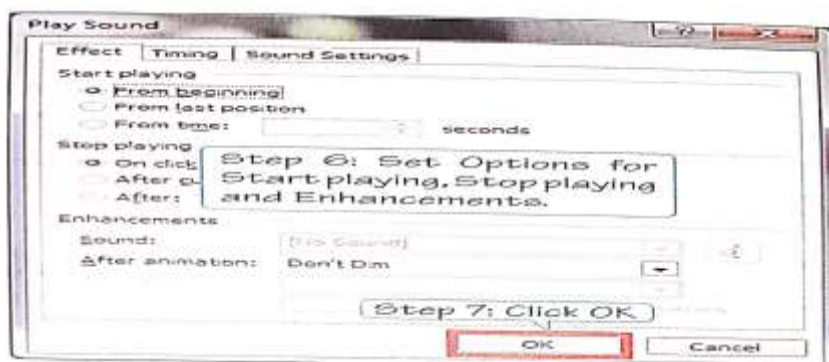 Play Sound
Effect Timing Sound Settings
Start playing
From beginning
From last position
From time: seconds
Stop playing
On click
After
After:
Step 6: Set Options for
Start playing, Stop playing
and Enhancements.
Enhancements
Sound: [No Sound]
After animation: Don't Dim
Step 7: Click OK
OK Cancel